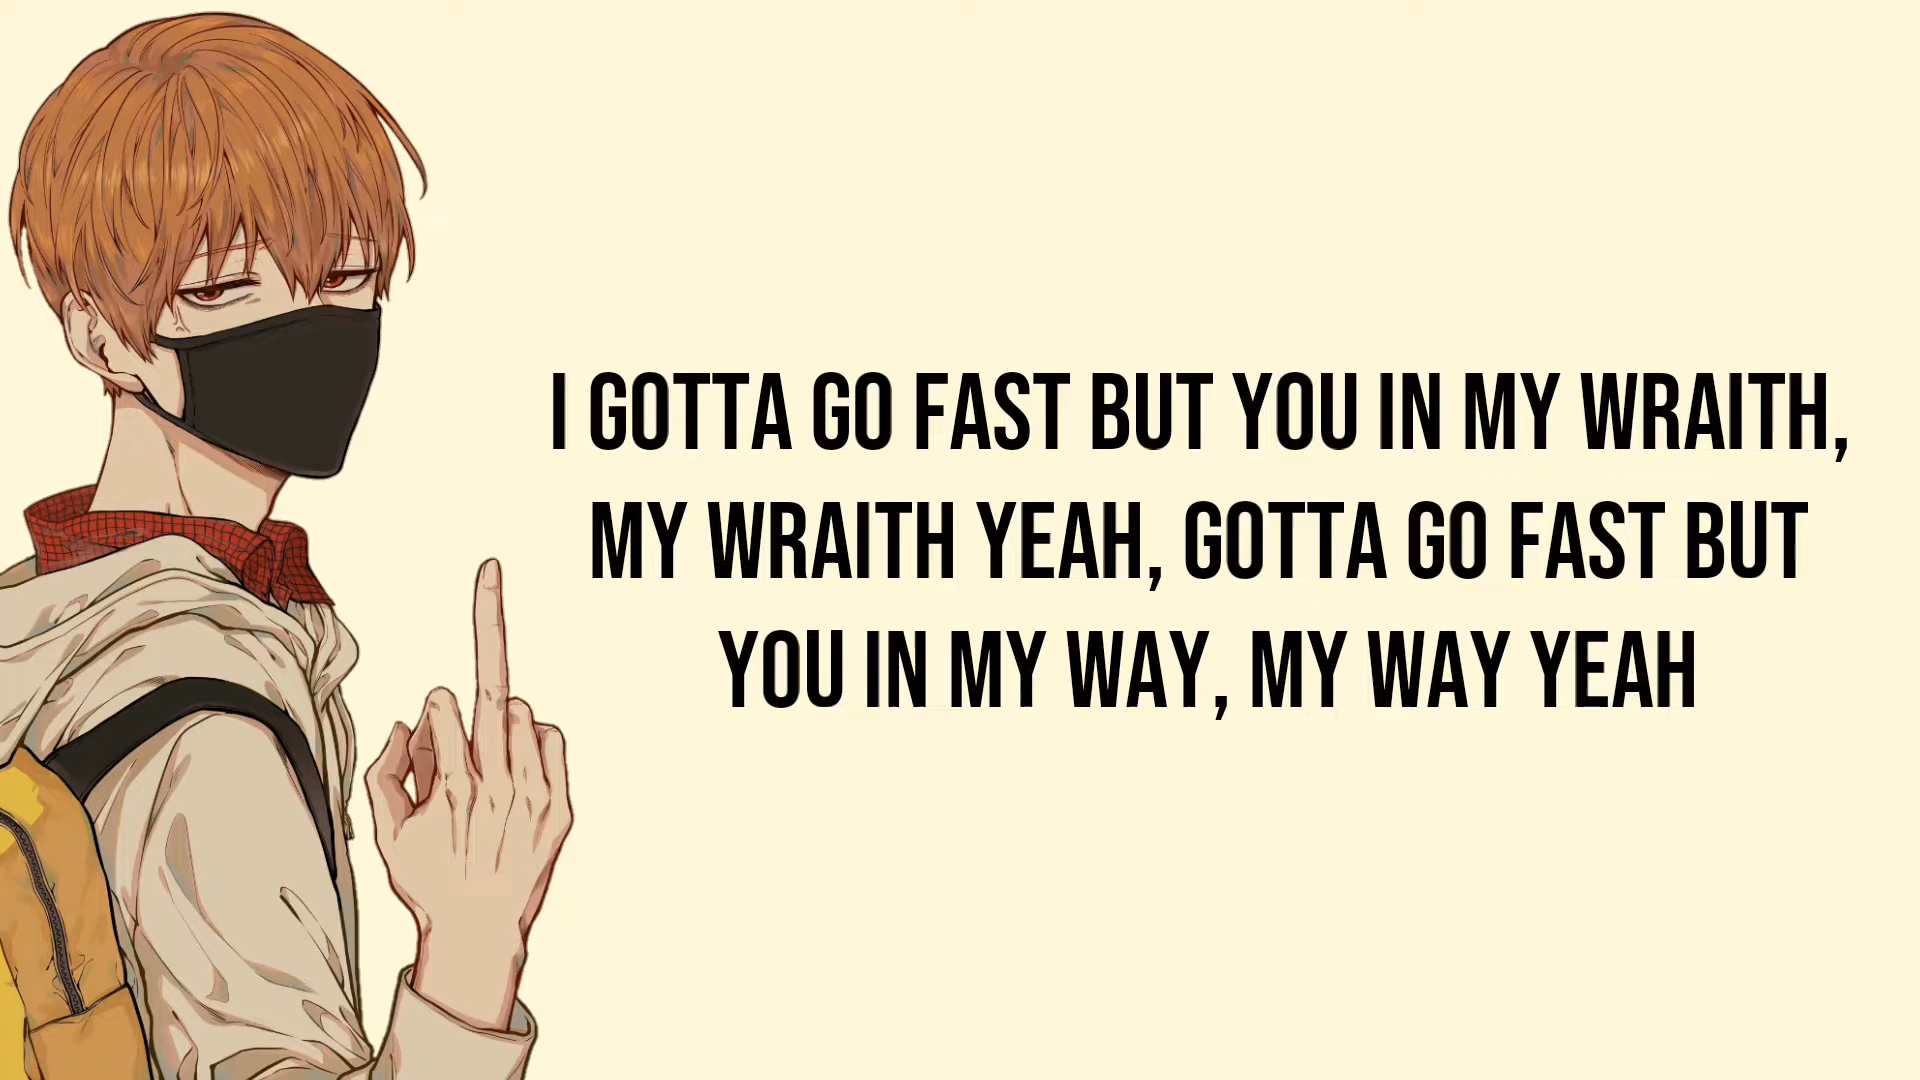 I GOTTA GO FAST BUT YOU IN MY WRAITH,
MY WRAITH YEAH, GOTTA GO FAST BUT
YOU IN MY WAY, MY WAY YEAH